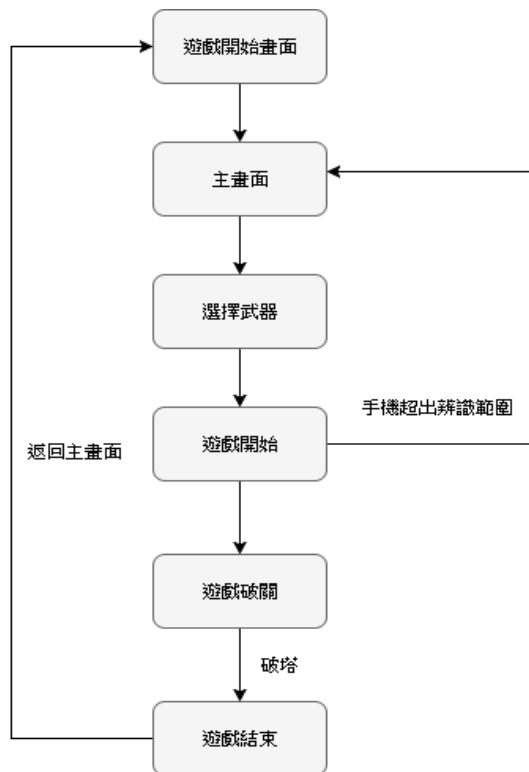 遊戲開始畫面
主畫面
選擇武器
手機超出辨識範圍
遊戲開始
返回主畫面
遊戲破關
破塔
遊戲結束